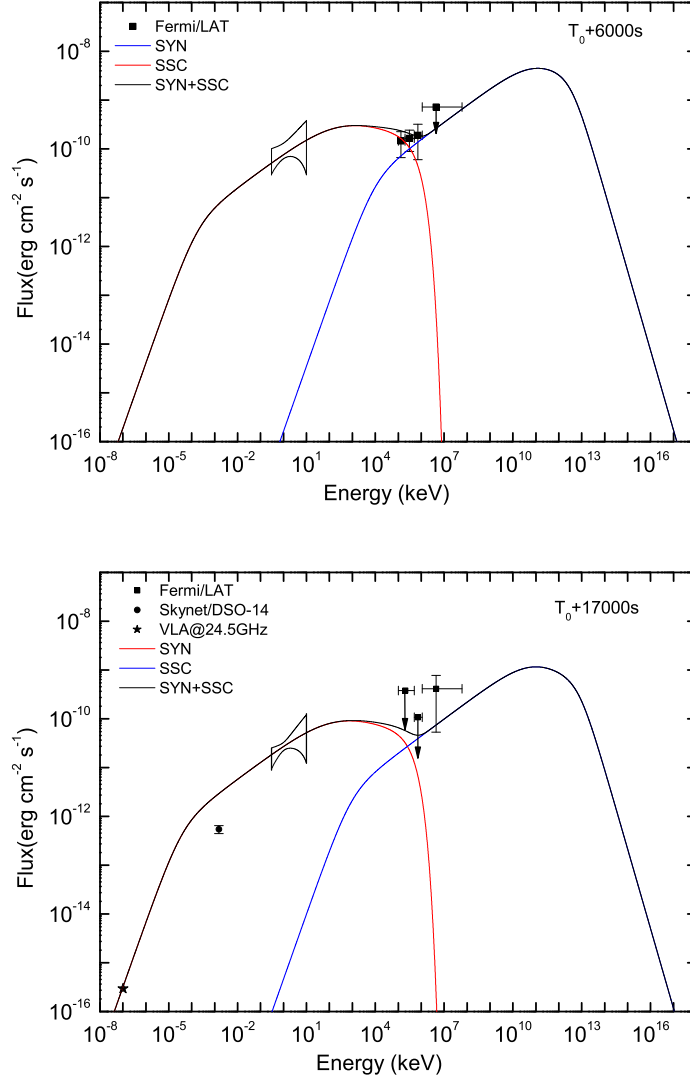 Fermi/LAT
SYN
SSC
SYN+SSC
T₀+6000s
Flux(erg cm⁻² s⁻¹)
10⁻⁸
10⁻¹⁰
10⁻¹²
10⁻¹⁴
10⁻¹⁶
10⁻⁸ 10⁻⁵ 10⁻² 10¹ 10⁴ 10⁷ 10¹⁰ 10¹³ 10¹⁶
Energy (keV)
Fermi/LAT
Skynet/DSO-14
VLA@24.5GHz
SYN
SSC
SYN+SSC
T₀+17000s
Flux(erg cm⁻² s⁻¹)
10⁻⁸
10⁻¹⁰
10⁻¹²
10⁻¹⁴
10⁻¹⁶
10⁻⁸ 10⁻⁵ 10⁻² 10¹ 10⁴ 10⁷ 10¹⁰ 10¹³ 10¹⁶
Energy (keV)